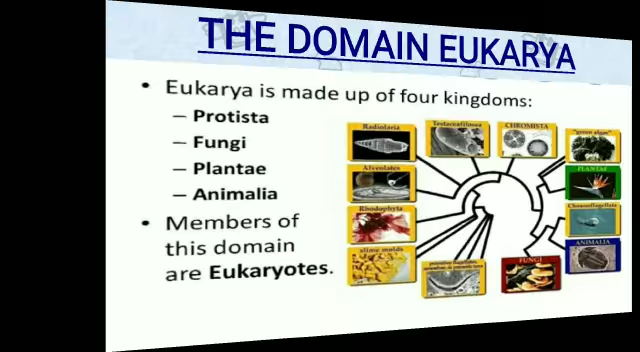 THE DOMAIN EUKARYA
• Eukarya is made up of four kingdoms:
– Protista
– Fungi
– Plantae
– Animalia
• Members of
this domain
are Eukaryotes.
Radiolaria
CHROMISTA
"green algae"
Alveolates
PLANTAE
Rhodophyta
Choanoflagellata
slime molds
ANIMALIA
FUNGI